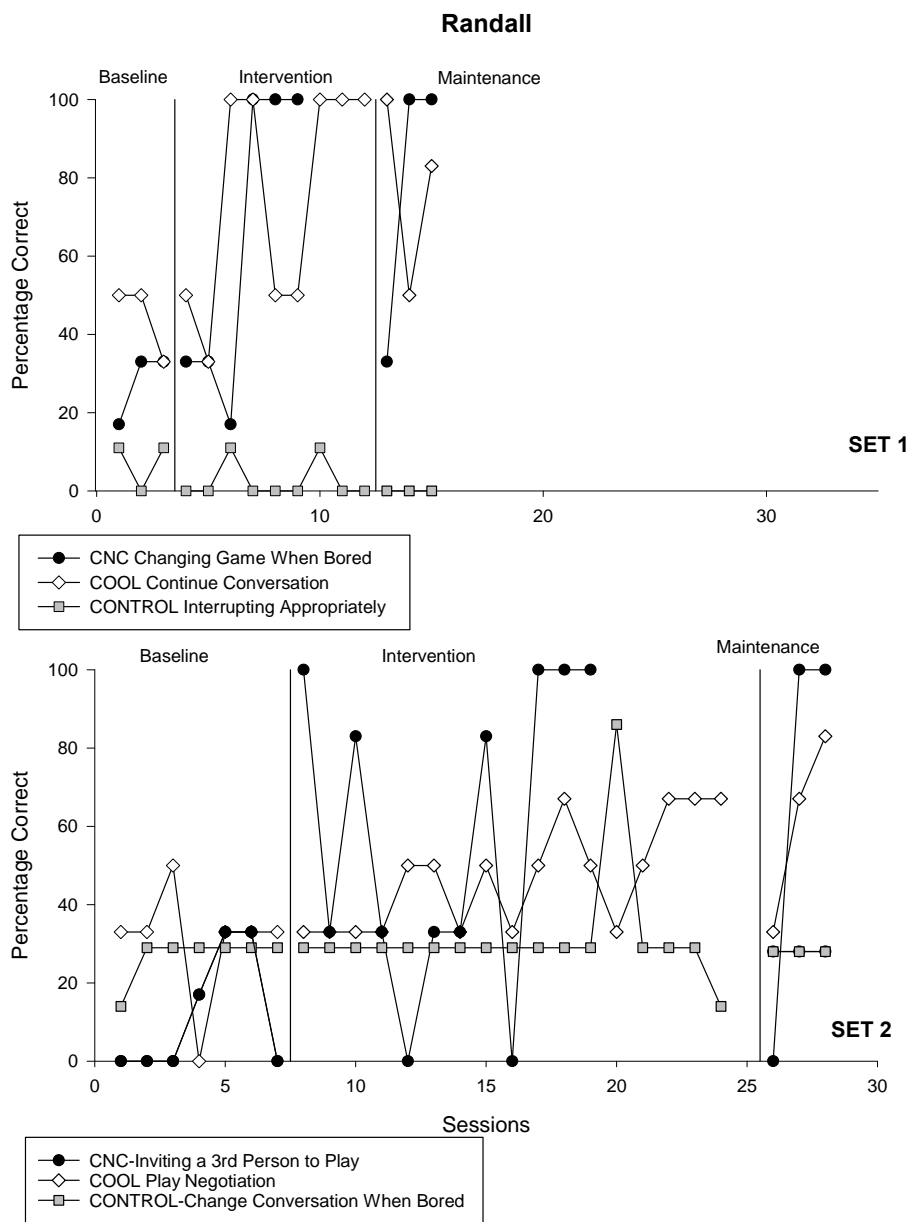 Randall
Baseline Intervention Maintenance
100
80
60
40
20
0
Percentage Correct
SET 1
0 10 20 30
CNC Changing Game When Bored
COOL Continue Conversation
CONTROL Interrupting Appropriately
Baseline Intervention Maintenance
100
80
60
40
20
0
Percentage Correct
SET 2
0 5 10 15 20 25 30
Sessions
CNC-Inviting a 3rd Person to Play
COOL Play Negotiation
CONTROL-Change Conversation When Bored